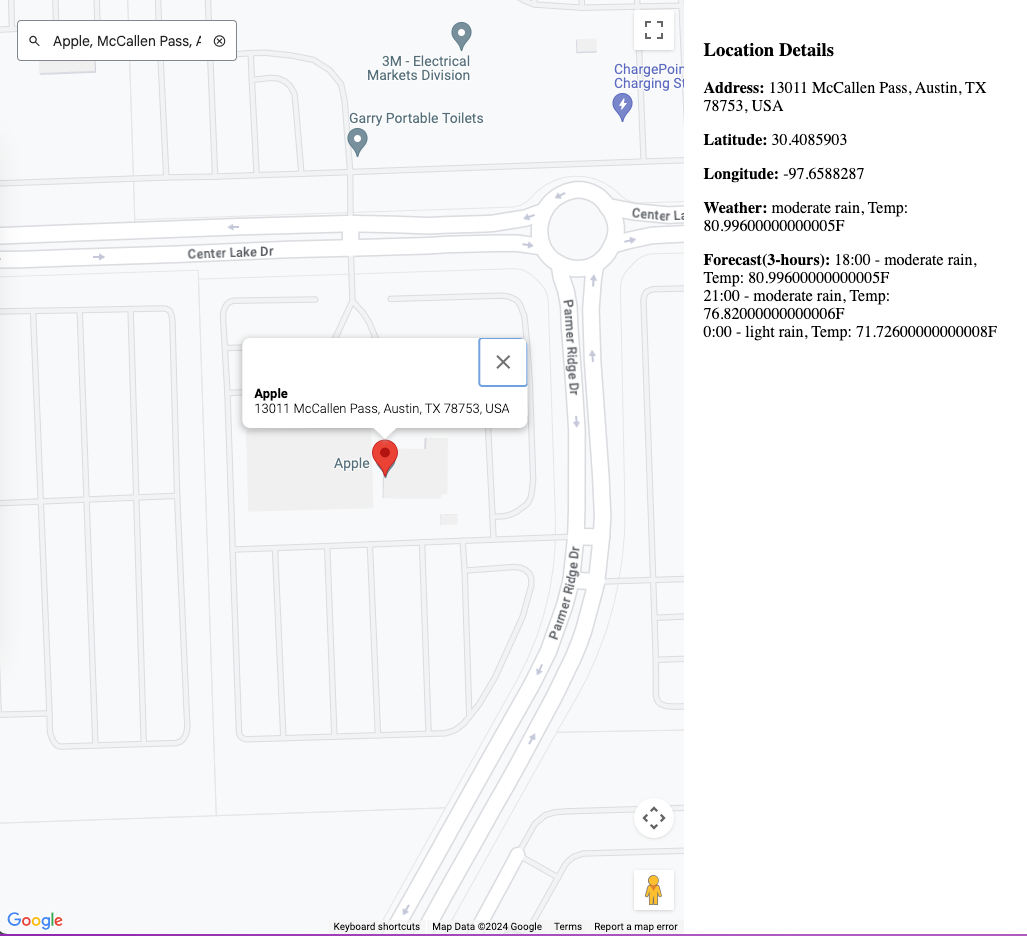 Apple, McCallen Pass, A
3M - Electrical
Markets Division
ChargePoin
Charging St
Garry Portable Toilets
Center La
Center Lake Dr
Parmer Ridge Dr
Apple
13011 McCallen Pass, Austin, TX 78753, USA
Apple
Parmer Ridge Dr
Google
Keyboard shortcuts
Map Data ©2024 Google
Terms
Report a map error
Location Details
Address: 13011 McCallen Pass, Austin, TX
78753, USA
Latitude: 30.4085903
Longitude: -97.6588287
Weather: moderate rain, Temp:
80.99600000000005F
Forecast(3-hours): 18:00 - moderate rain,
Temp: 80.99600000000005F
21:00 - moderate rain, Temp:
76.82000000000006F
0:00 - light rain, Temp: 71.72600000000008F